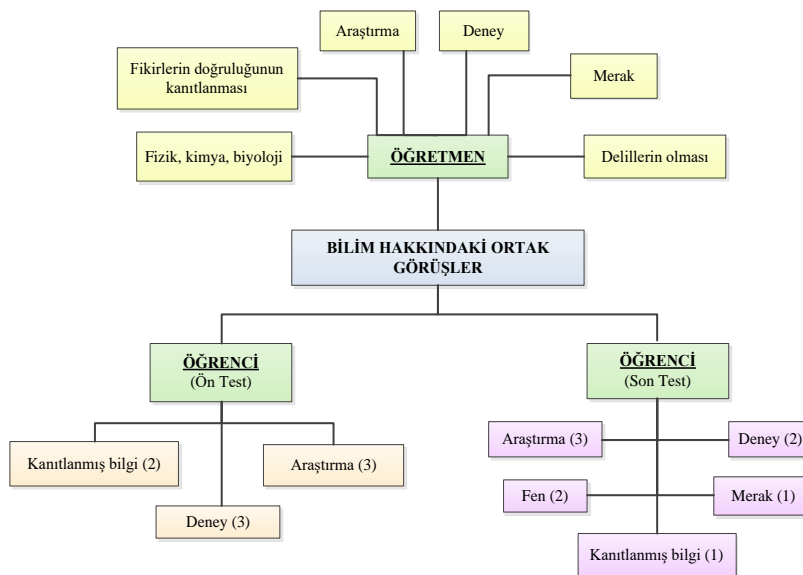 Araştırma
Deney
Fikirlerin doğruluğunun
kanıtlanması
Merak
Fizik, kimya, biyoloji
ÖĞRETMEN
Delillerin olması
BİLİM HAKKINDAKİ ORTAK
GÖRÜŞLER
ÖĞRENCİ
(Ön Test)
ÖĞRENCİ
(Son Test)
Kanıtlanmış bilgi (2)
Araştırma (3)
Deney (3)
Araştırma (3)
Deney (2)
Fen (2)
Merak (1)
Kanıtlanmış bilgi (1)